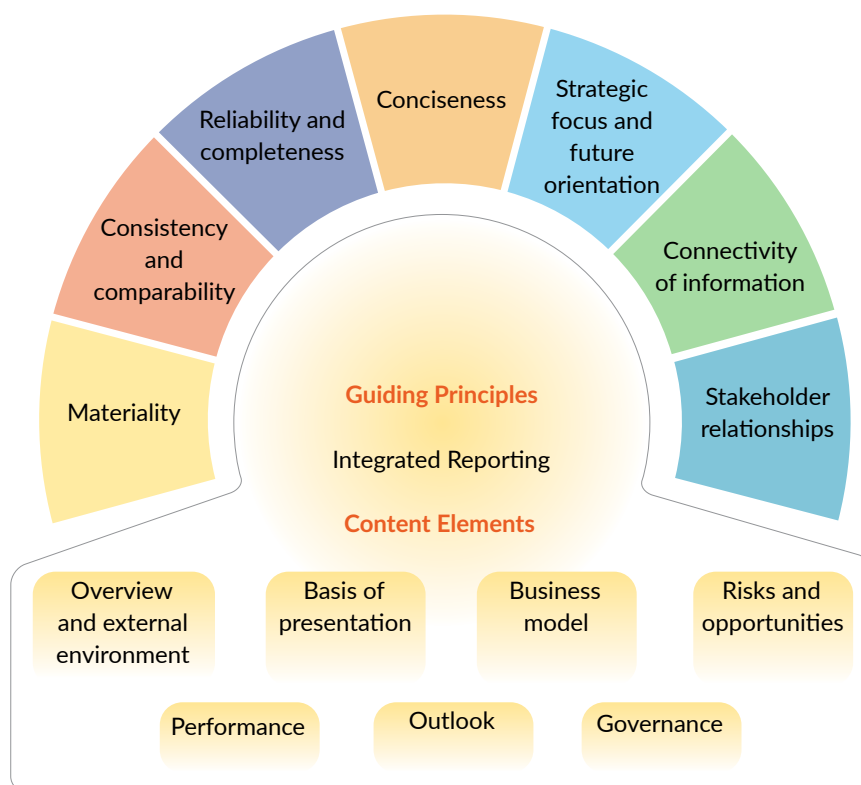 Materiality
Consistency
and
comparability
Reliability and
completeness
Conciseness
Strategic
focus and
future
orientation
Connectivity
of information
Stakeholder
relationships
Guiding Principles
Integrated Reporting
Content Elements
Overview
and external
environment
Basis of
presentation
Business
model
Risks and
opportunities
Performance
Outlook
Governance